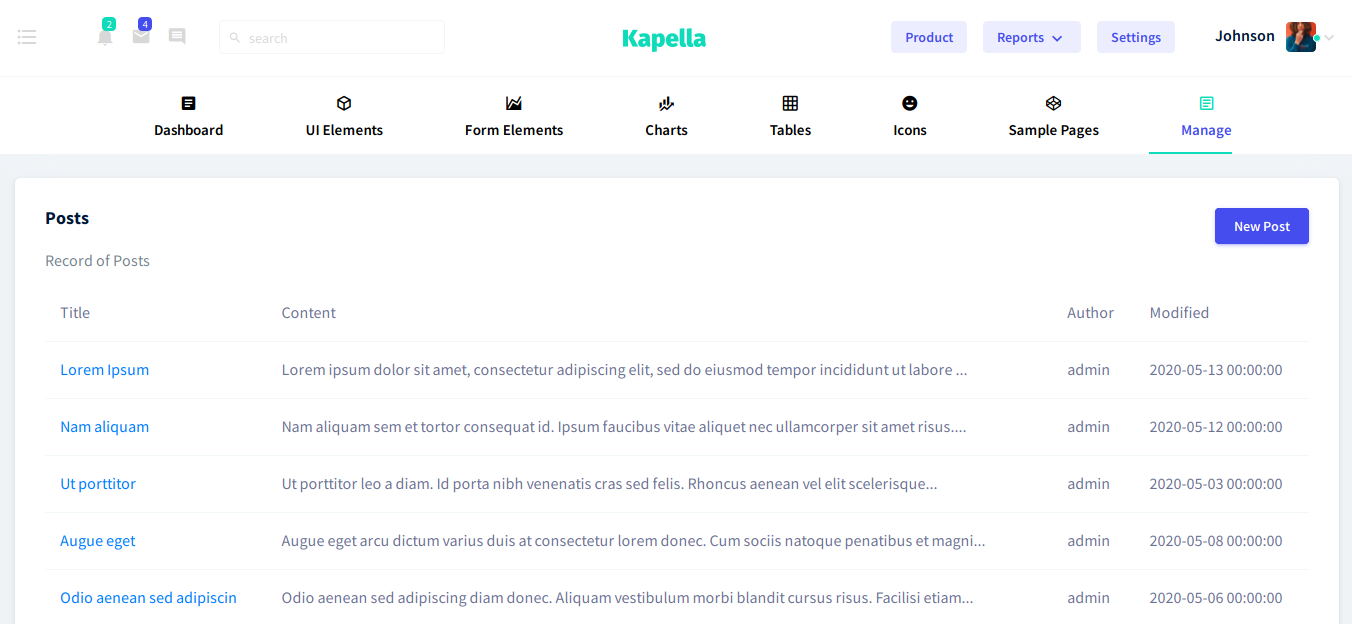 2
4
search
Kapella
Product
Reports
Settings
Johnson
Dashboard
UI Elements
Form Elements
Charts
Tables
Icons
Sample Pages
Manage
Posts
New Post
Record of Posts
Title Content Author Modified
Lorem Ipsum Lorem ipsum dolor sit amet, consectetur adipiscing elit, sed do eiusmod tempor incididunt ut labore ... admin 2020-05-13 00:00:00
Nam aliquam Nam aliquam sem et tortor consequat id. Ipsum faucibus vitae aliquet nec ullamcorper sit amet risus.... admin 2020-05-12 00:00:00
Ut porttitor Ut porttitor leo a diam. Id porta nibh venenatis cras sed felis. Rhoncus aenean vel elit scelerisque... admin 2020-05-03 00:00:00
Augue eget Augue eget arcu dictum varius duis at consectetur lorem donec. Cum sociis natoque penatibus et magni... admin 2020-05-08 00:00:00
Odio aenean sed adipiscin Odio aenean sed adipiscing diam donec. Aliquam vestibulum morbi blandit cursus risus. Facilisi etiam... admin 2020-05-06 00:00:00